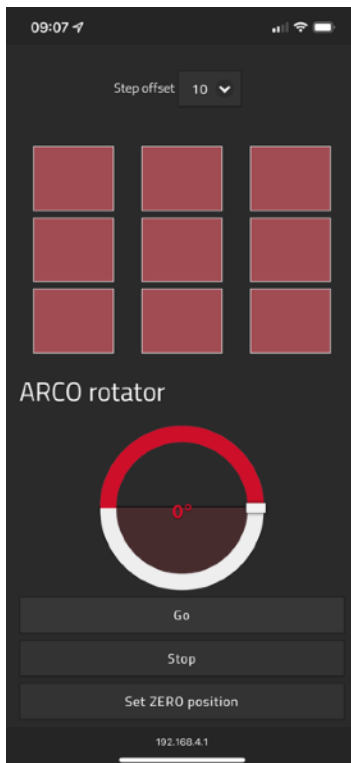 09:07
Step offset 10
ARCO rotator
0°
Go
Stop
Set ZERO position
192.168.4.1